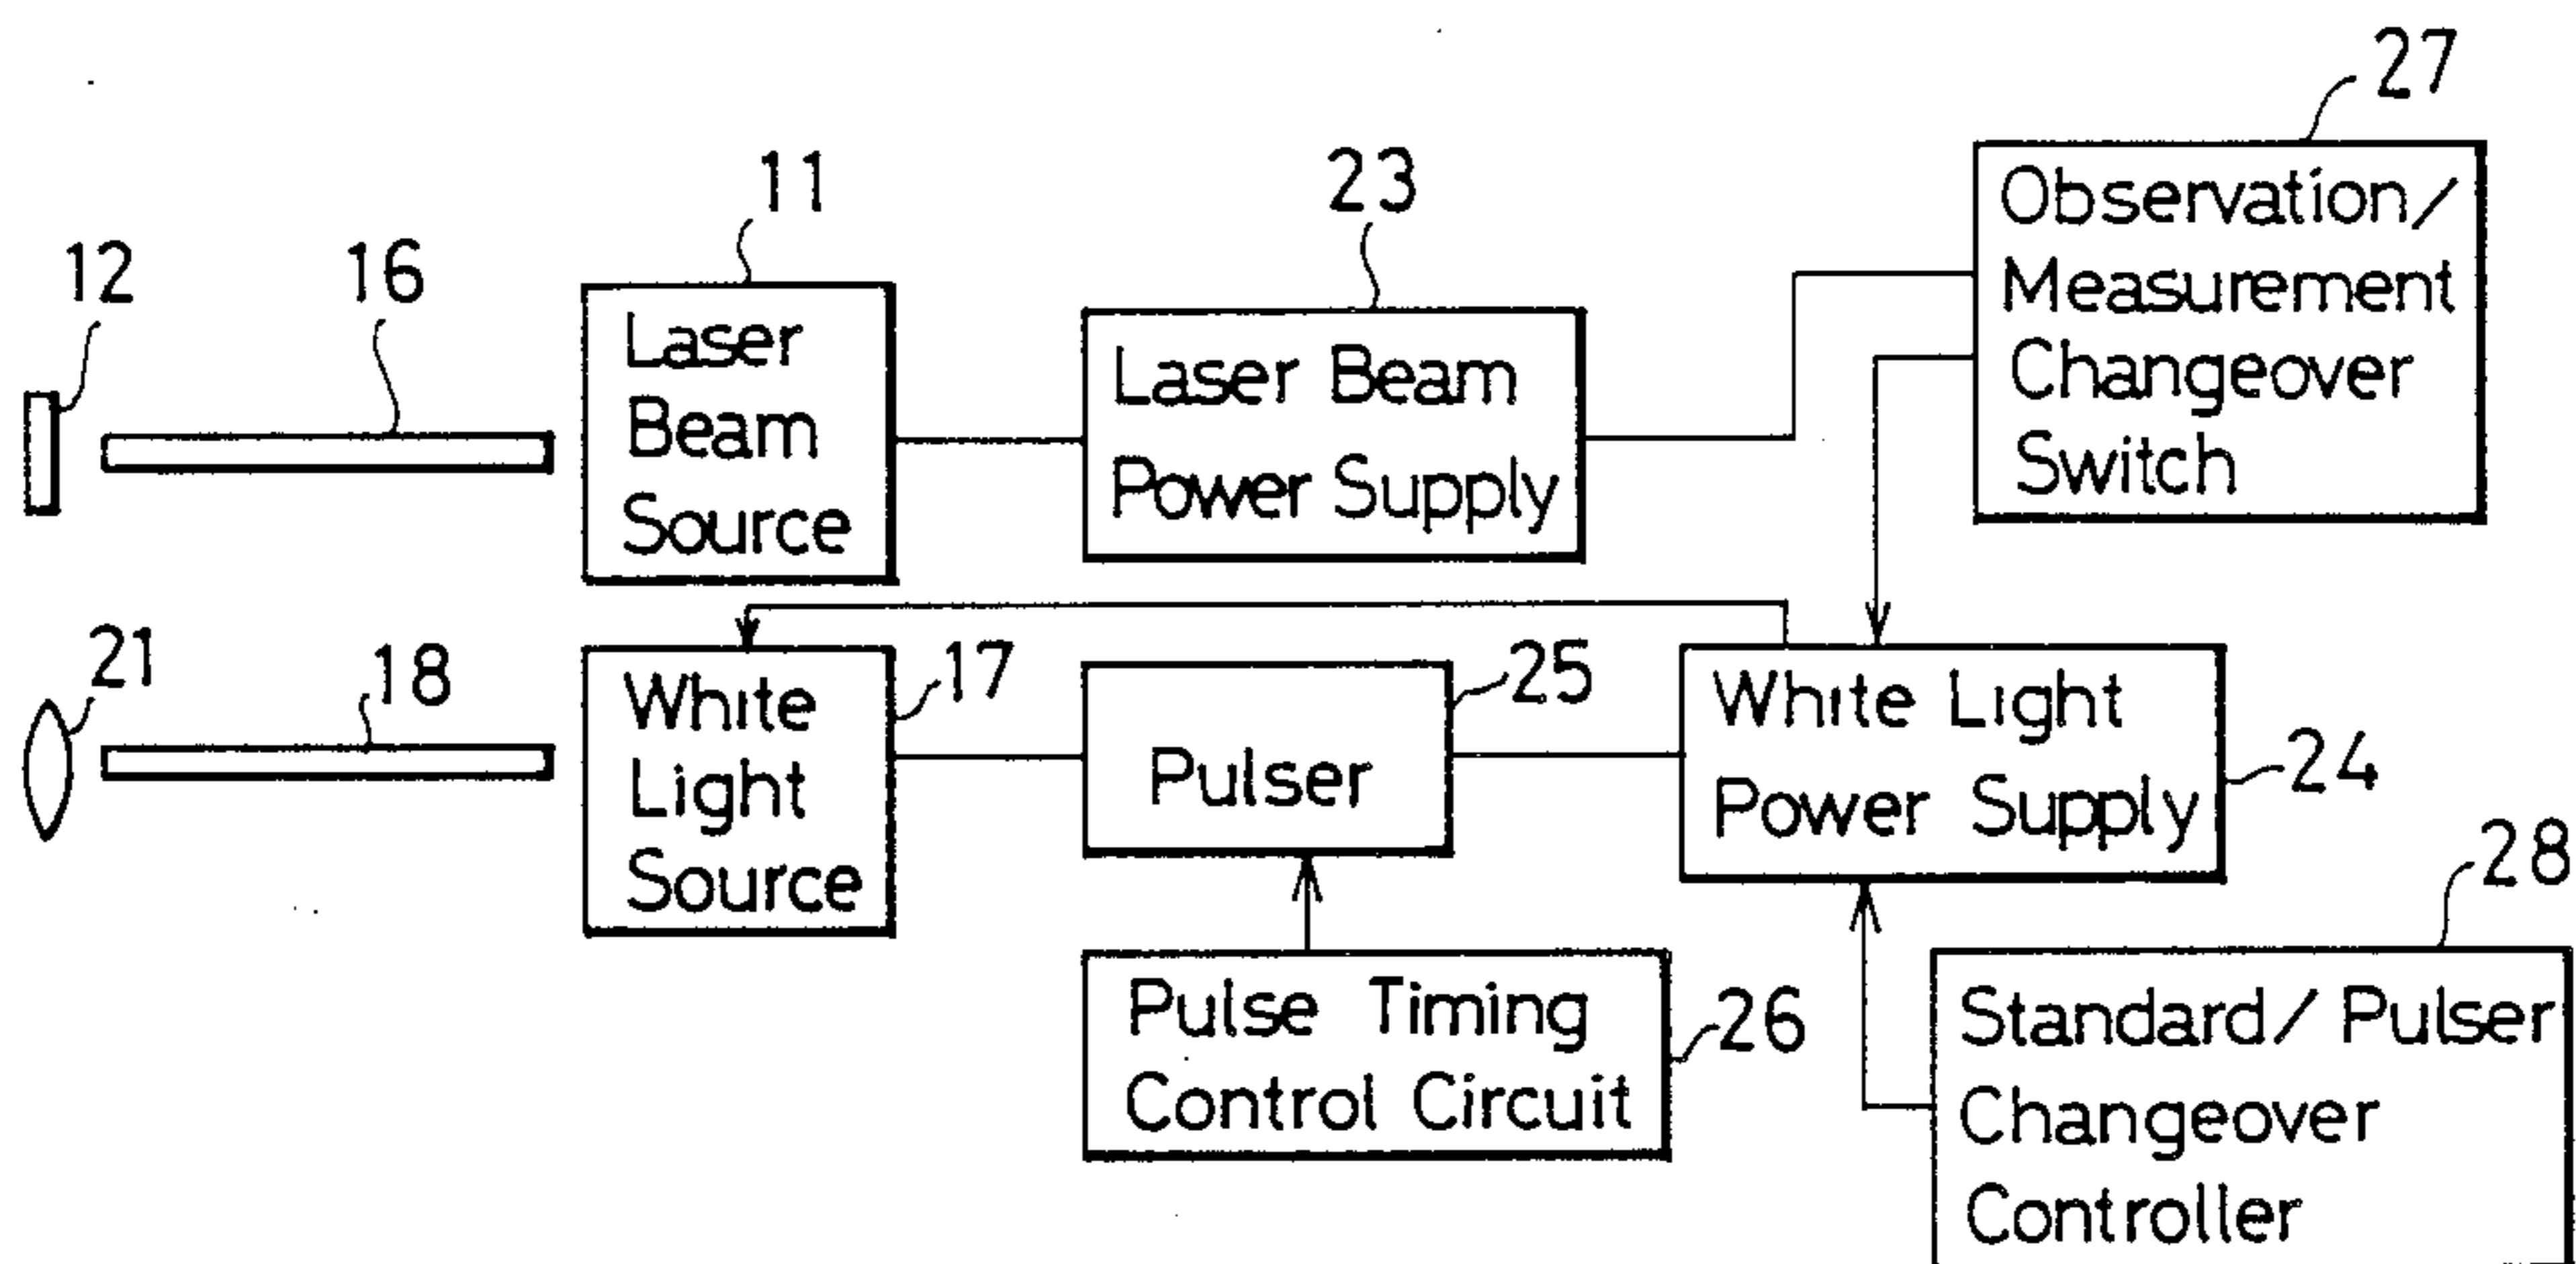 27
11
23
Observation/
Measurement
Changeover
Switch
12
16
Laser
Beam
Source
Laser Beam
Power Supply
21
18
White
Light
Source
17
Pulser
25
White Light
Power Supply
24
28
Pulse Timing
Control Circuit
26
Standard/Pulser
Changeover
Controller